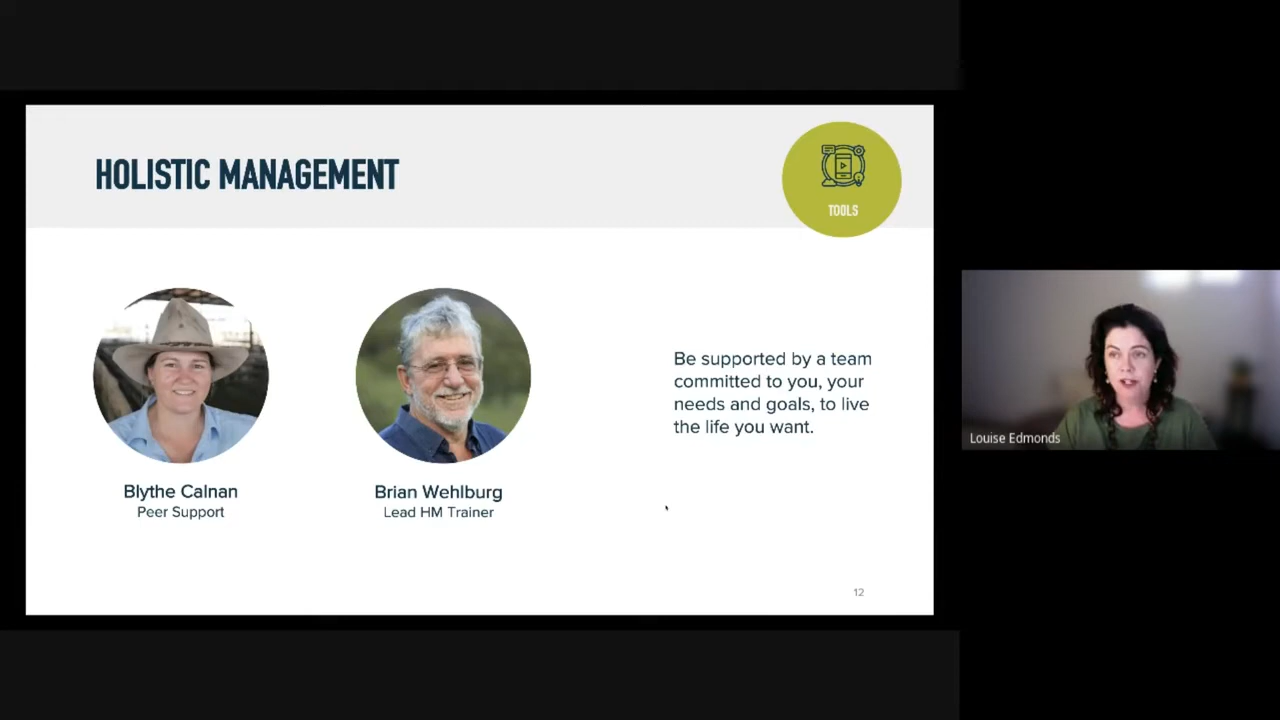 HOLISTIC MANAGEMENT
TOOLS
Be supported by a team
committed to you, your
needs and goals, to live
the life you want.
Blythe Calnan
Peer Support
Brian Wehlburg
Lead HM Trainer
12
Louise Edmonds